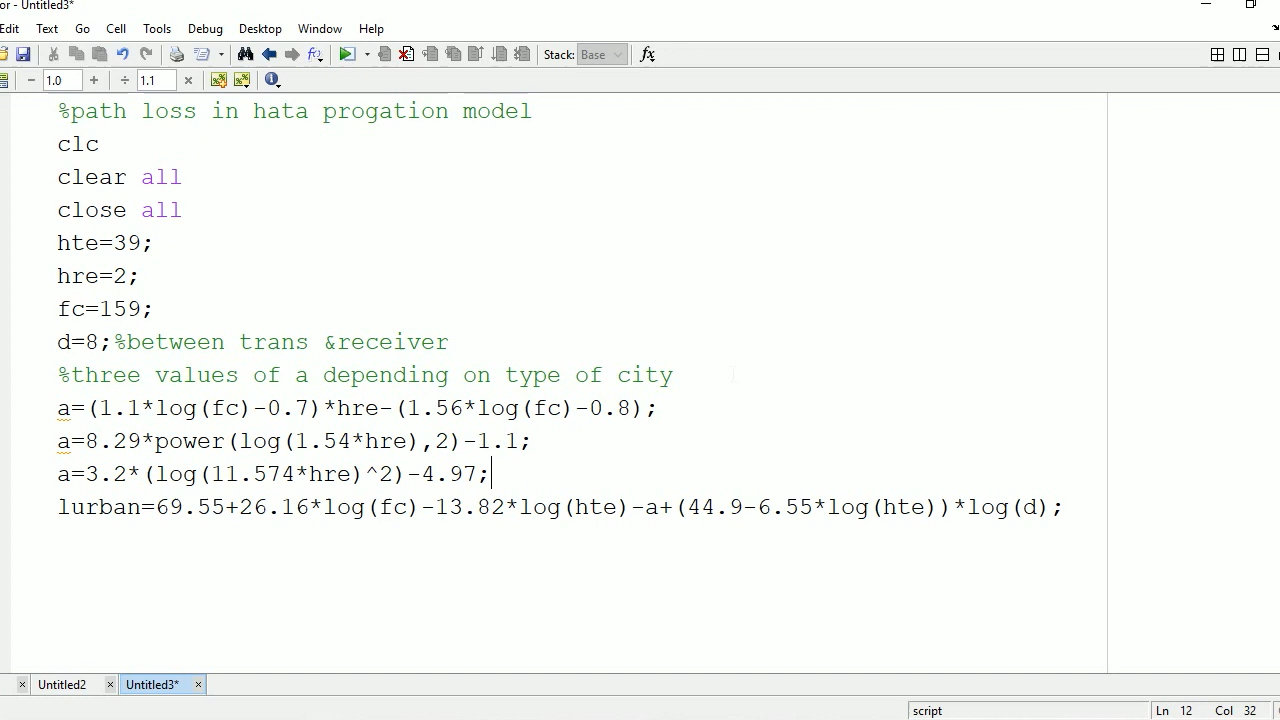 or - Untitled3*
Edit Text Go Cell Tools Debug Desktop Window Help
Stack: Base fx
− 1.0 + ÷ 1.1 ×
%path loss in hata progation model
clc
clear all
close all
hte=39;
hre=2;
fc=159;
d=8;%between trans &receiver
%three values of a depending on type of city
a=(1.1*log(fc)-0.7)*hre-(1.56*log(fc)-0.8);
a=8.29*power(log(1.54*hre),2)-1.1;
a=3.2*(log(11.574*hre)^2)-4.97;
lurban=69.55+26.16*log(fc)-13.82*log(hte)-a+(44.9-6.55*log(hte))*log(d);
× Untitled2 × Untitled3* ×
script Ln 12 Col 32